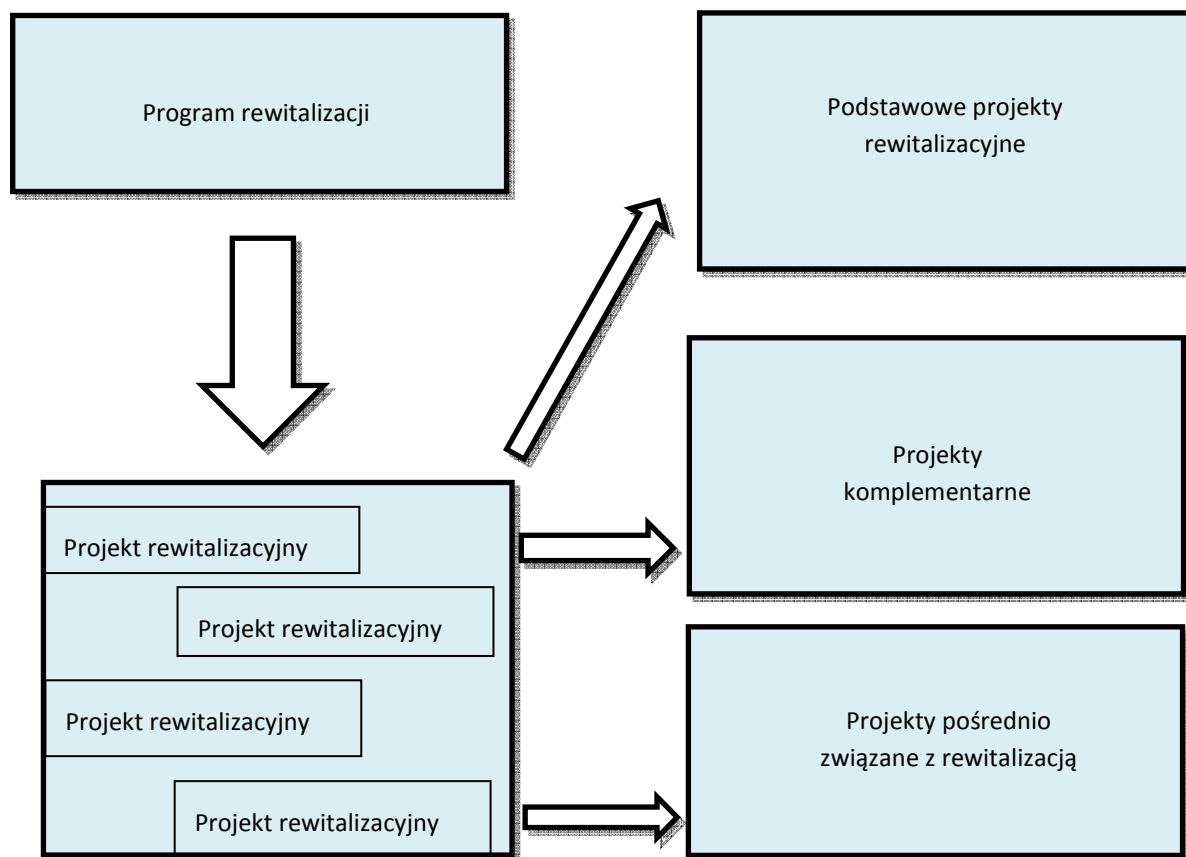 Program rewitalizacji
Podstawowe projekty
rewitalizacyjne
Projekty
komplementarne
Projekt rewitalizacyjny
Projekt rewitalizacyjny
Projekt rewitalizacyjny
Projekt rewitalizacyjny
Projekty pośrednio
związane z rewitalizacją